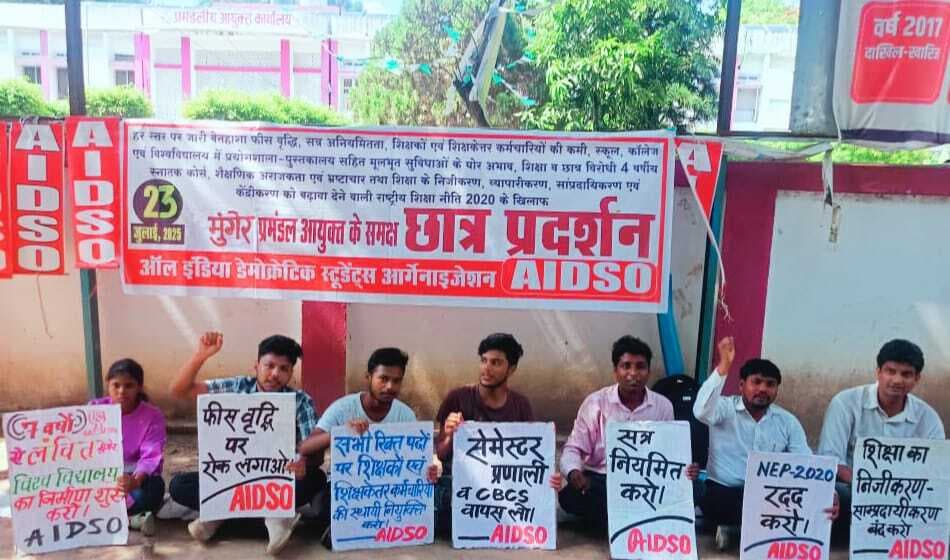 प्रमंडलीय आयुक्त कार्यालय
वर्ष 2017
दाखिल-खारिज
AIDSO
AIDSO
हर स्तर पर जारी बेतहाशा फीस वृद्धि, सत्र अनियमितता, शिक्षकों एवं शिक्षकेत्तर कर्मचारियों की कमी, स्कूल, कॉलेज
एवं विश्वविद्यालय में प्रयोगशाला-पुस्तकालय सहित मूलभूत सुविधाओं के घोर अभाव, शिक्षा व छात्र विरोधी 4 वर्षीय
स्नातक कोर्स, शैक्षणिक अराजकता एवं भ्रष्टाचार तथा शिक्षा के निजीकरण, व्यापारीकरण, सांप्रदायिकरण एवं
केंद्रीकरण को बढ़ावा देने वाली राष्ट्रीय शिक्षा नीति 2020 के खिलाफ
23
जुलाई, 2025
मुंगेर प्रमंडल आयुक्त के समक्ष छात्र प्रदर्शन
ऑल इंडिया डेमोक्रेटिक स्टूडेंट्स आर्गेनाइजेशन AIDSO
A
7 वर्षो
से लंबित मुंगेर
विश्व विद्यालय
का निर्माण शुरू
करो।
AIDSO
फीस वृद्धि
पर
रोक लगाओ
AIDSO
सभी रिक्त पदों
पर शिक्षकों एवं
शिक्षकेतर कर्मचारियों
की स्थायी नियुक्ति
करो।
AIDSO
सेमेस्टर
प्रणाली
व CBCS
वापस लो।
AIDSO
सत्र
नियमित
करो।
AIDSO
NEP-2020
रद्द
करो।
AIDSO
शिक्षा का
निजीकरण-
साम्प्रदायीकरण
बंद करो।
AIDSO